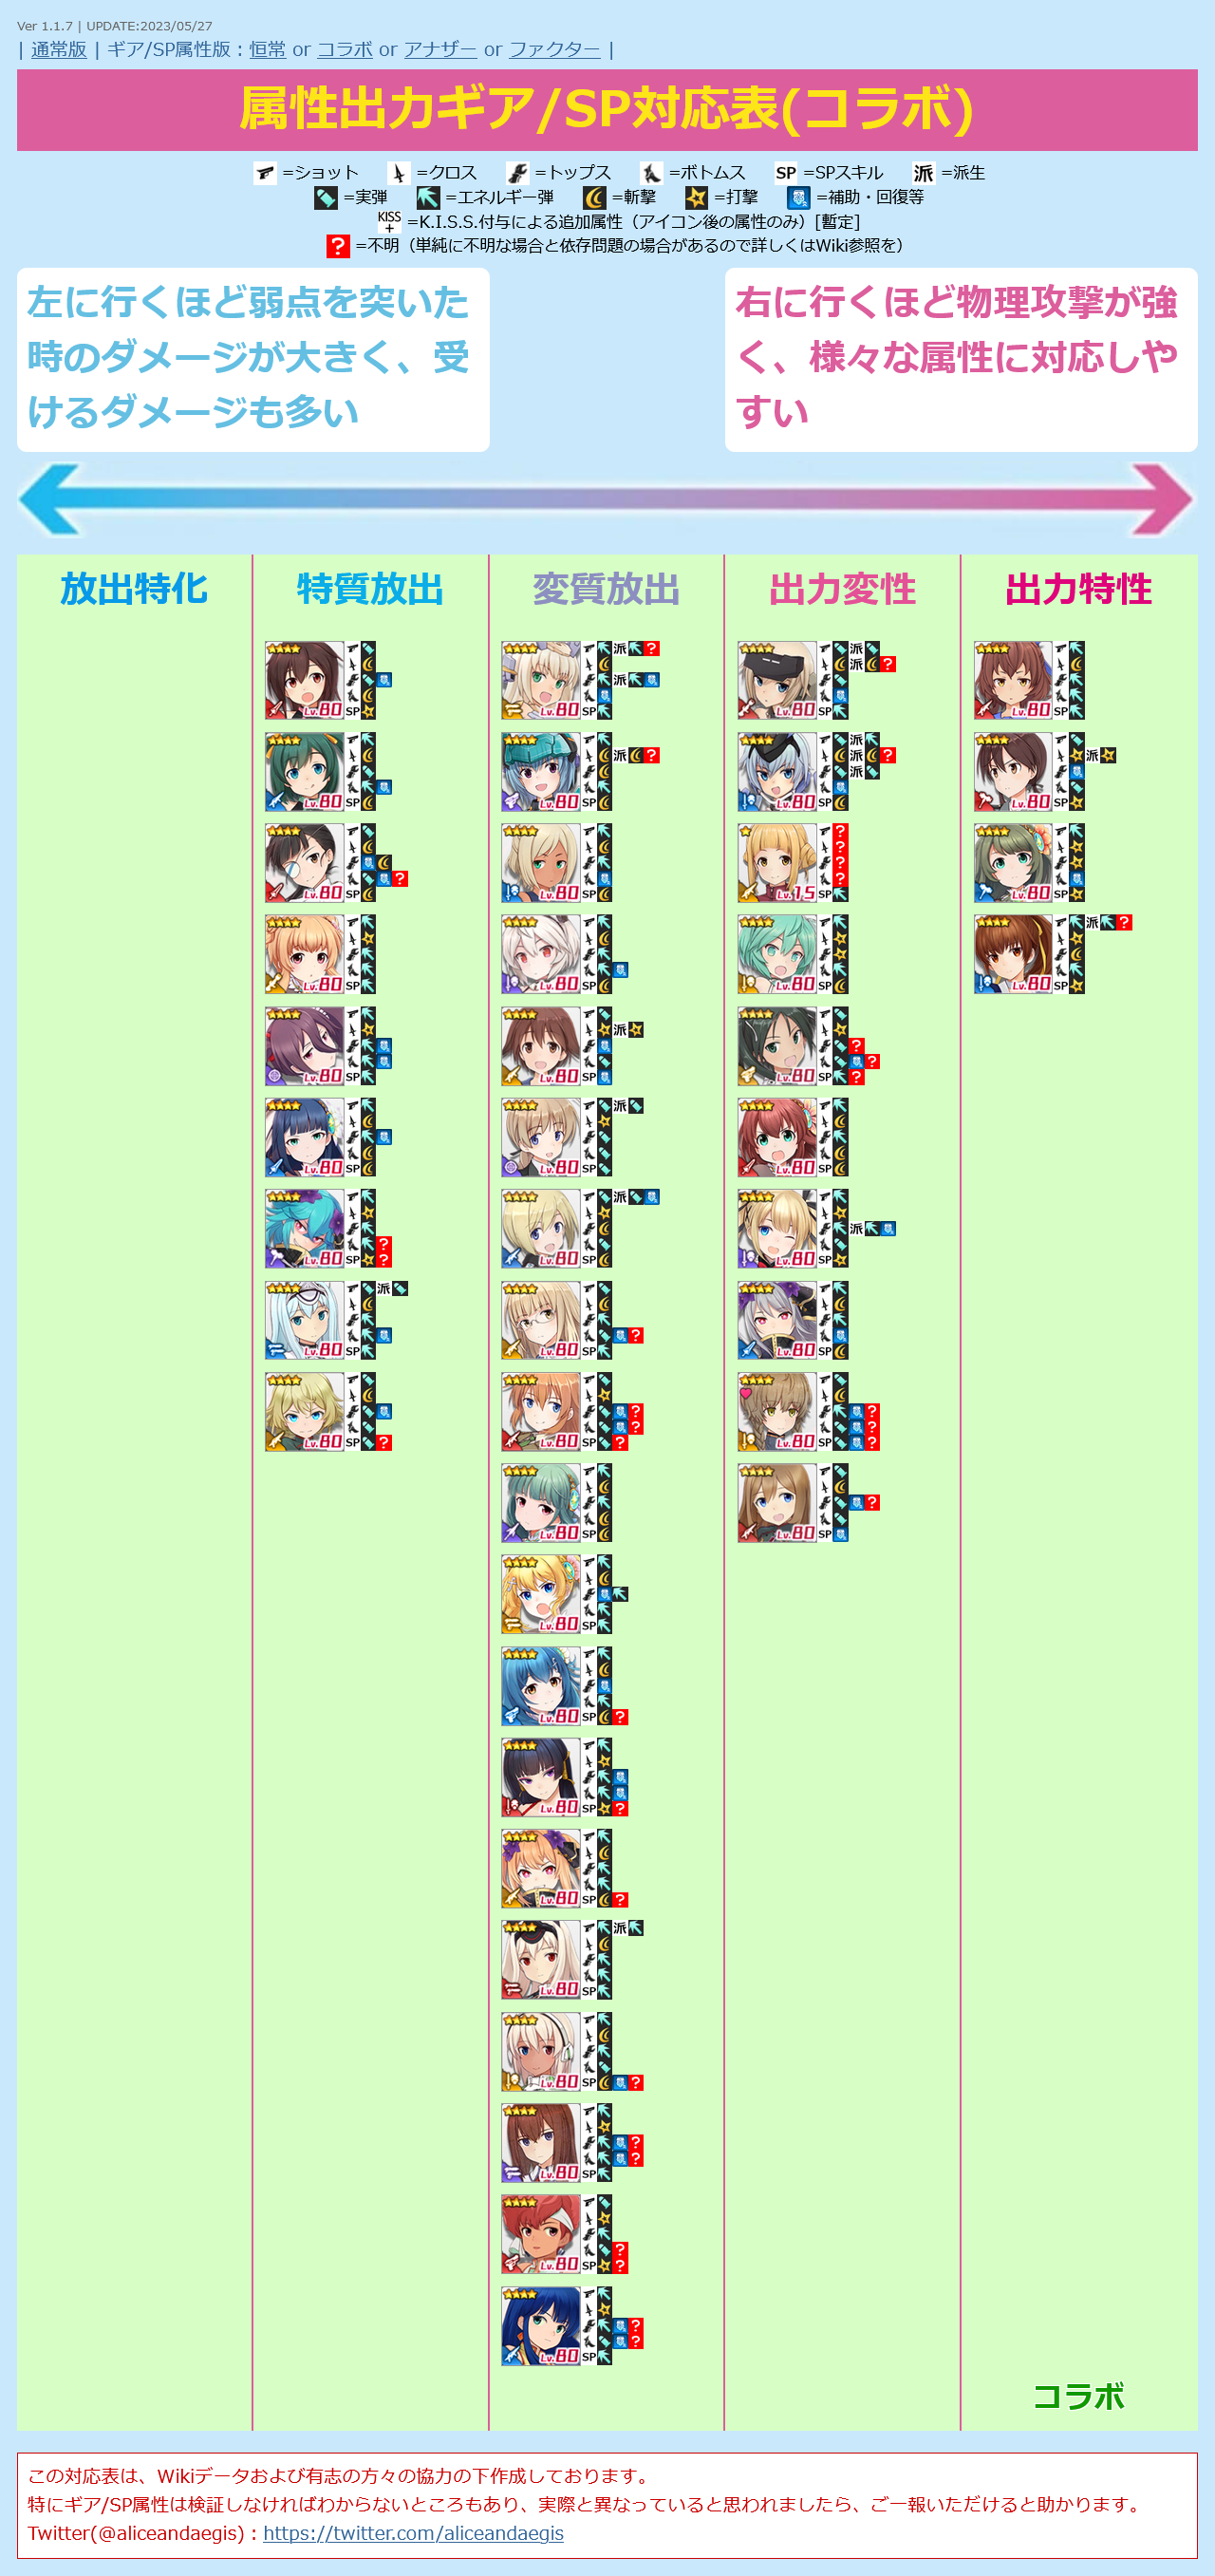 Ver 1.1.7 | UPDATE:2023/05/27
| 通常版 | ギア/SP属性版 : 恒常 or コラボ or アナザー or ファクター |
属性出力ギア/SP対応表(コラボ)
=ショット =クロス =トップス =ボトムス SP =SPスキル 派 =派生
=実弾 =エネルギー弾 =斬撃 =打撃 =補助・回復等
KISS+ =K.I.S.S.付与による追加属性（アイコン後の属性のみ）[暫定]
? =不明（単純に不明な場合と依存問題の場合があるので詳しくはWiki参照を）
左に行くほど弱点を突いた
時のダメージが大きく、受
けるダメージも多い
右に行くほど物理攻撃が強
く、様々な属性に対応しや
すい
放出特化 特質放出 変質放出 出力変性 出力特性
コラボ
この対応表は、Wikiデータおよび有志の方々の協力の下作成しております。
特にギア/SP属性は検証しなければわからないところもあり、実際と異なっていると思われましたら、ご一報いただけると助かります。
Twitter(@aliceandaegis) : https://twitter.com/aliceandaegis